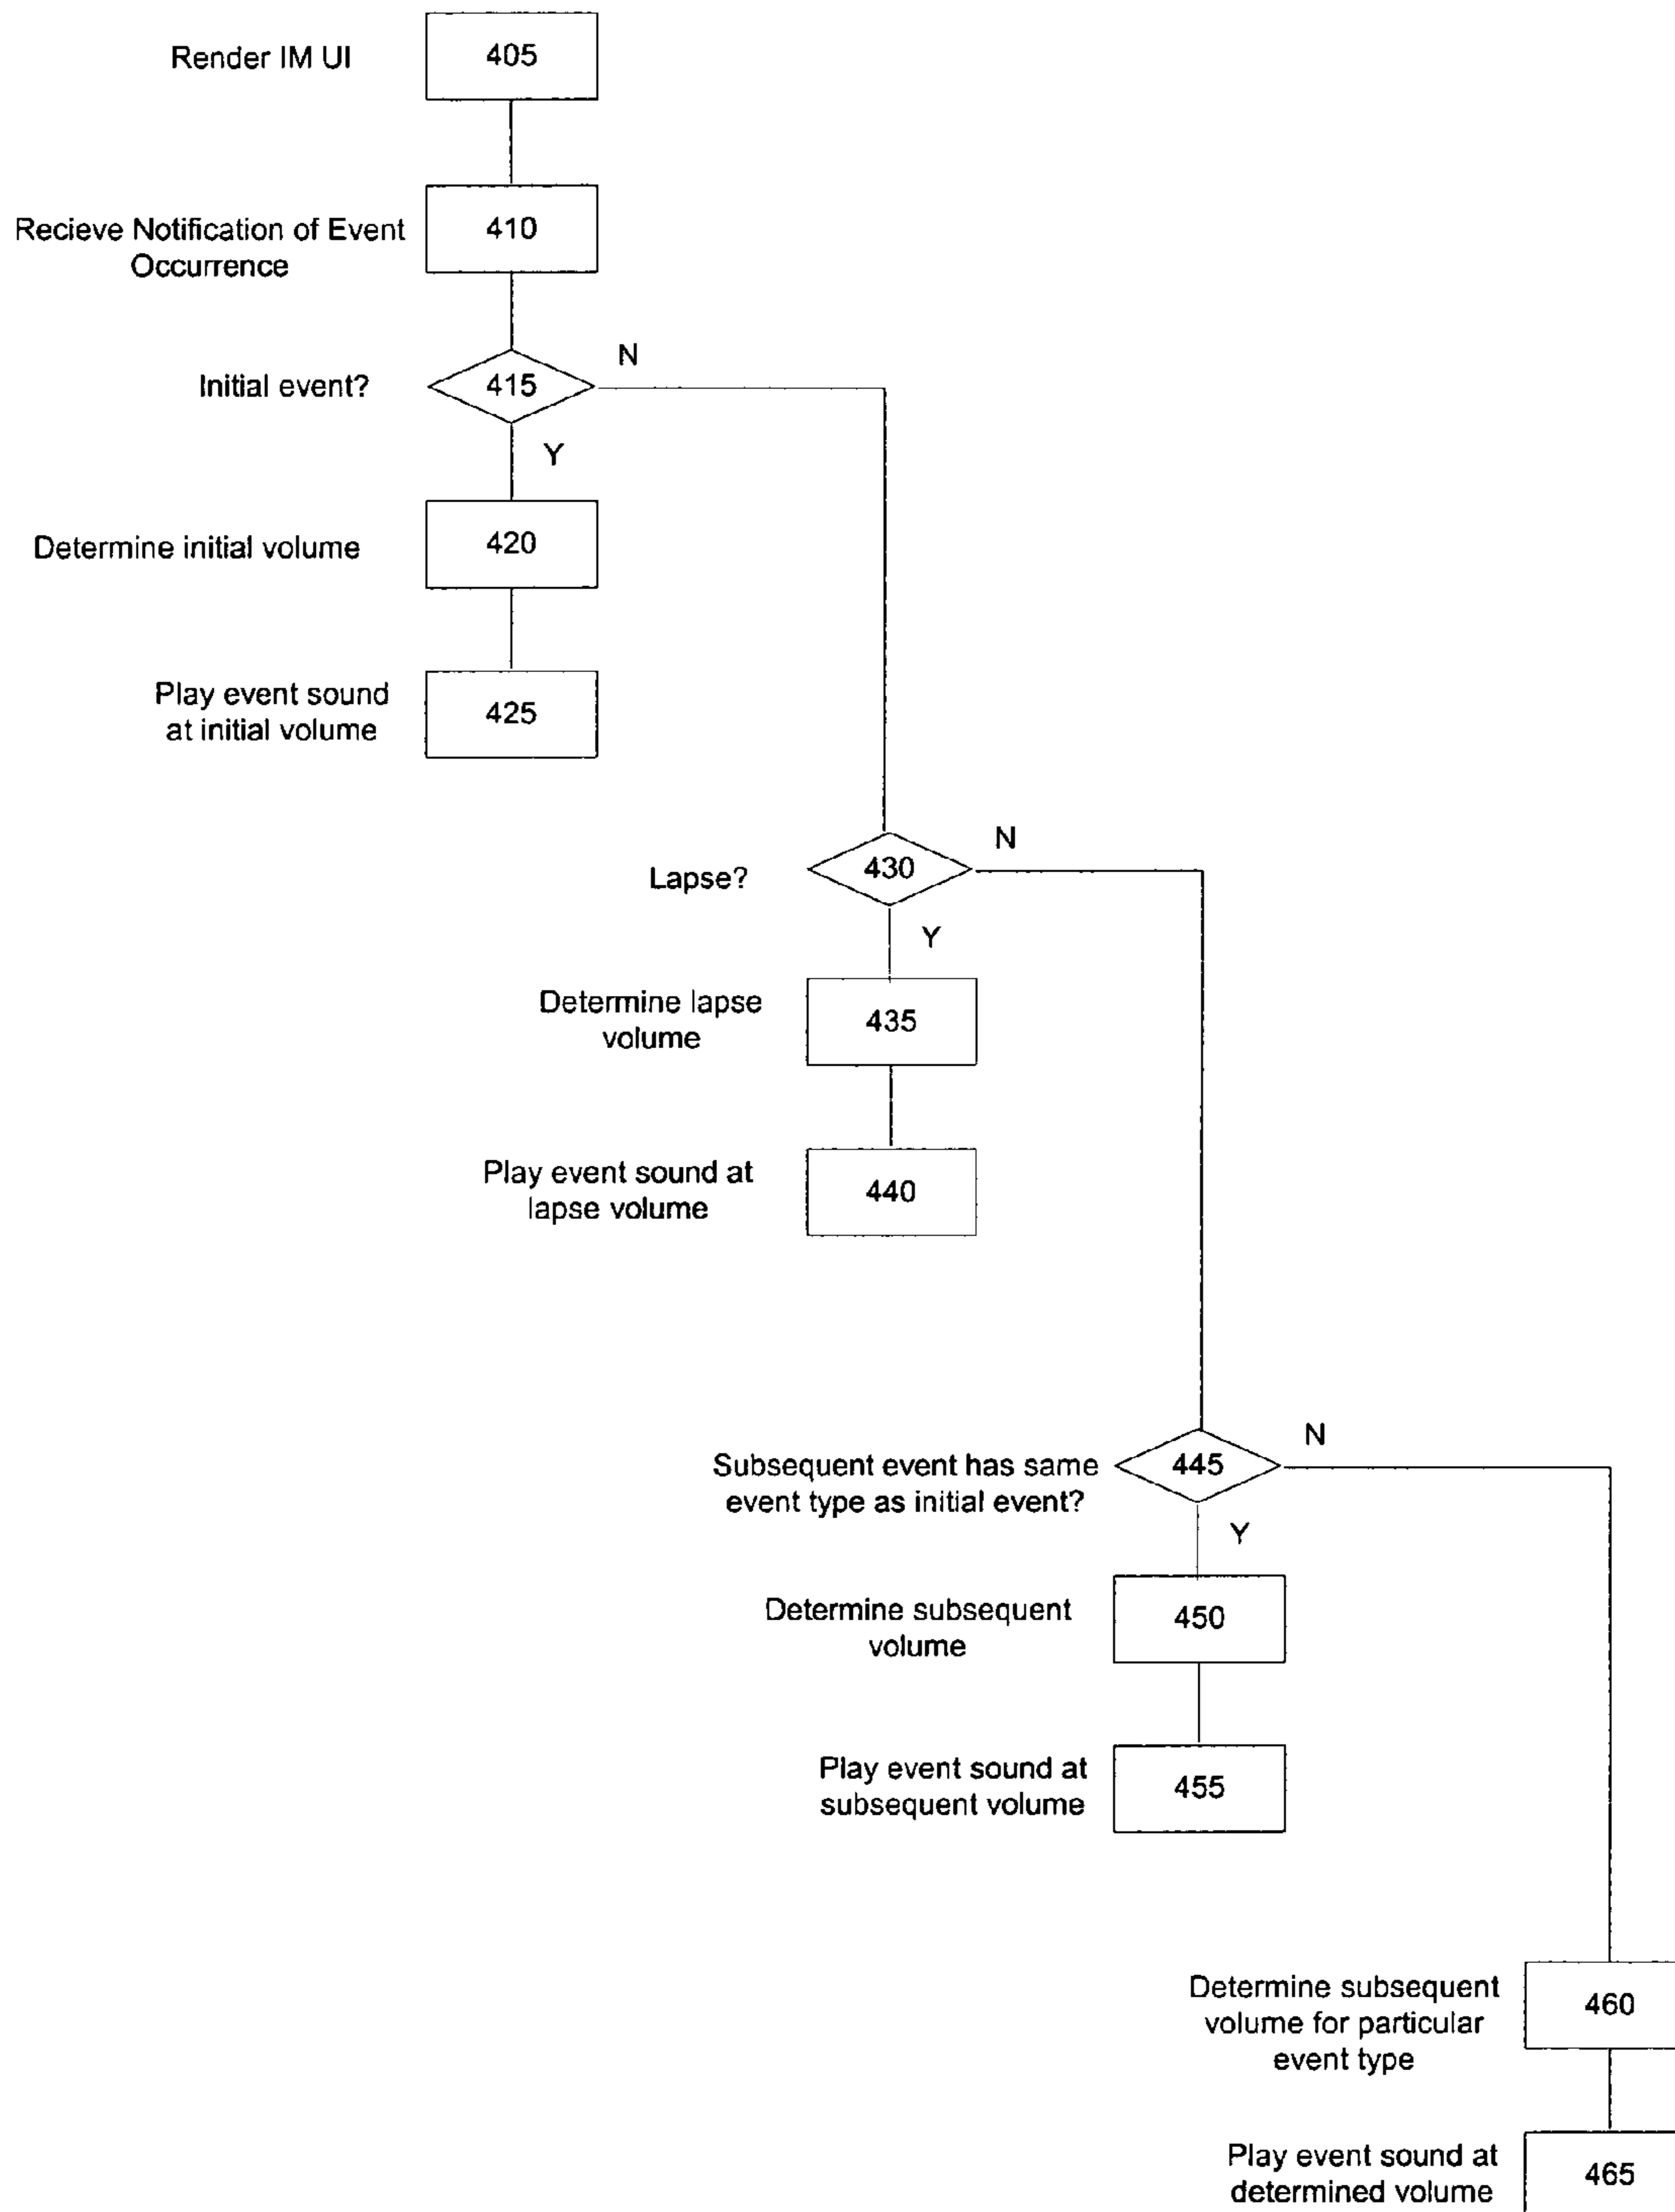 Render IM UI
405
Recieve Notification of Event
Occurrence
410
Initial event?
415
N
Y
Determine initial volume
420
Play event sound
at initial volume
425
Lapse?
430
N
Y
Determine lapse
volume
435
Play event sound at
lapse volume
440
Subsequent event has same
event type as initial event?
445
N
Y
Determine subsequent
volume
450
Play event sound at
subsequent volume
455
Determine subsequent
volume for particular
event type
460
Play event sound at
determined volume
465